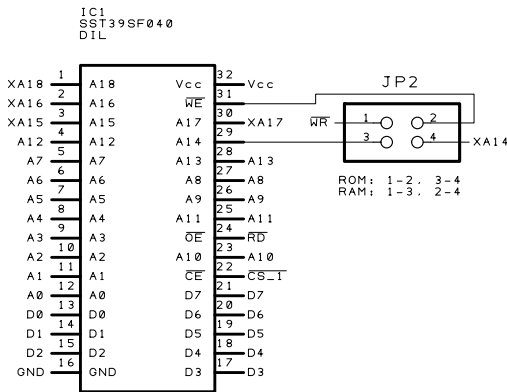 IC1
SST39SF040
DIL
XA18 1 A18 Vcc 32 Vcc
XA16 2 A16 WE 31
XA15 3 A15 A17 30 XA17
A12 4 A12 A14 29
A7 5 A7 A13 28 A13
A6 6 A6 A8 27 A8
A5 7 A5 A9 26 A9
A4 8 A4 A11 25 A11
A3 9 A3 OE 24 RD
A2 10 A2 A10 23 A10
A1 11 A1 CE 22 CS_1
A0 12 A0 D7 21 D7
D0 13 D0 D6 20 D6
D1 14 D1 D5 19 D5
D2 15 D2 D4 18 D4
GND 16 GND D3 17 D3
JP2
WR 1 2
3 4 XA14
ROM: 1-2, 3-4
RAM: 1-3, 2-4